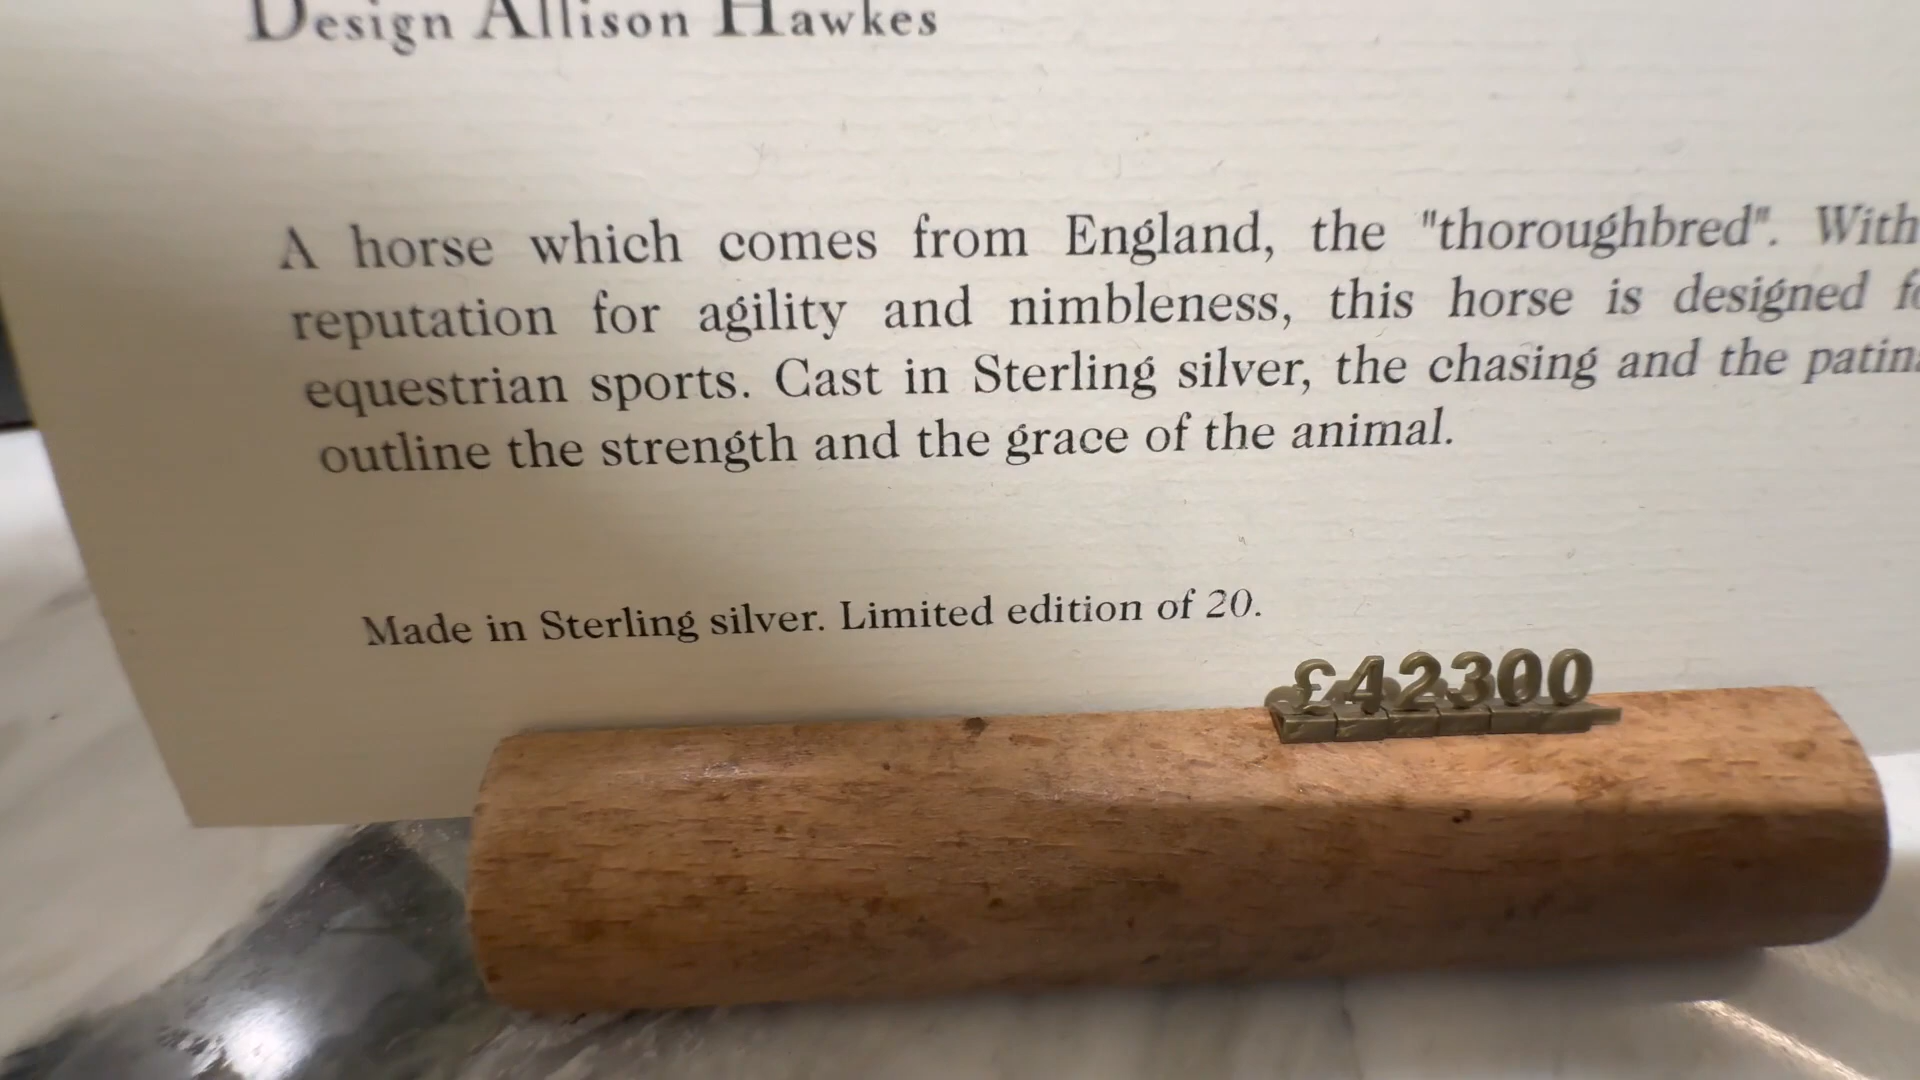 Design Allison Hawkes
A horse which comes from England, the "thoroughbred". With
reputation for agility and nimbleness, this horse is designed
equestrian sports. Cast in Sterling silver, the chasing and the
outline the strength and the grace of the animal.
Made in Sterling silver. Limited edition of 20.
£42300